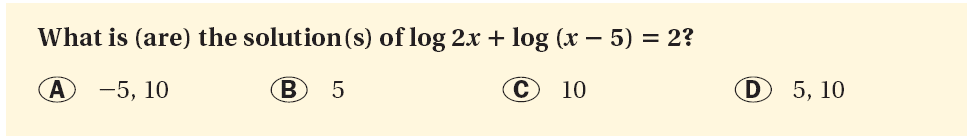 What is (are) the solution(s) of log 2x + log (x − 5) = 2?
A −5, 10 B 5 C 10 D 5, 10